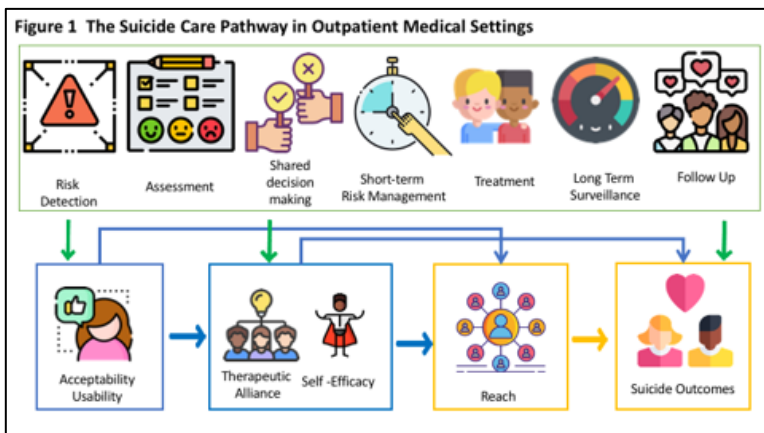 Figure 1 The Suicide Care Pathway in Outpatient Medical Settings
Risk
Detection
Assessment
Shared
decision
making
Short-term
Risk Management
Treatment
Long Term
Surveillance
Follow Up
Acceptability
Usability
Therapeutic
Alliance
Self -Efficacy
Reach
Suicide Outcomes